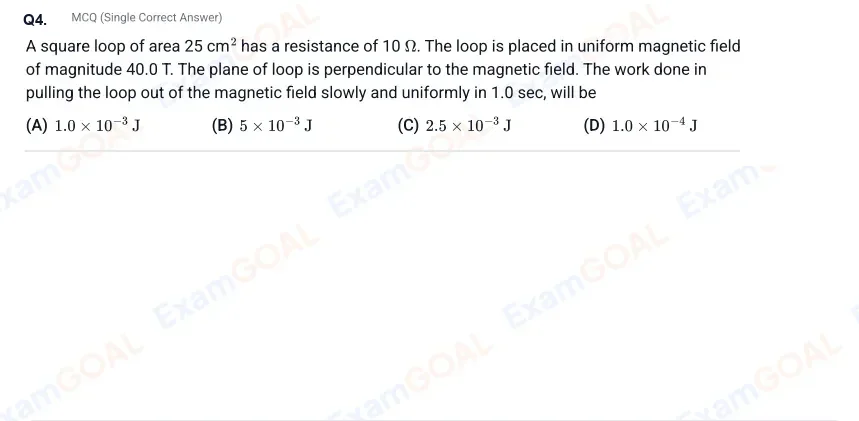 Q4. MCQ (Single Correct Answer)
A square loop of area 25 cm² has a resistance of 10 Ω. The loop is placed in uniform magnetic field
of magnitude 40.0 T. The plane of loop is perpendicular to the magnetic field. The work done in
pulling the loop out of the magnetic field slowly and uniformly in 1.0 sec, will be
(A) 1.0 × 10⁻³ J (B) 5 × 10⁻³ J (C) 2.5 × 10⁻³ J (D) 1.0 × 10⁻⁴ J
ExamGOAL
ExamGOAL
ExamGOAL